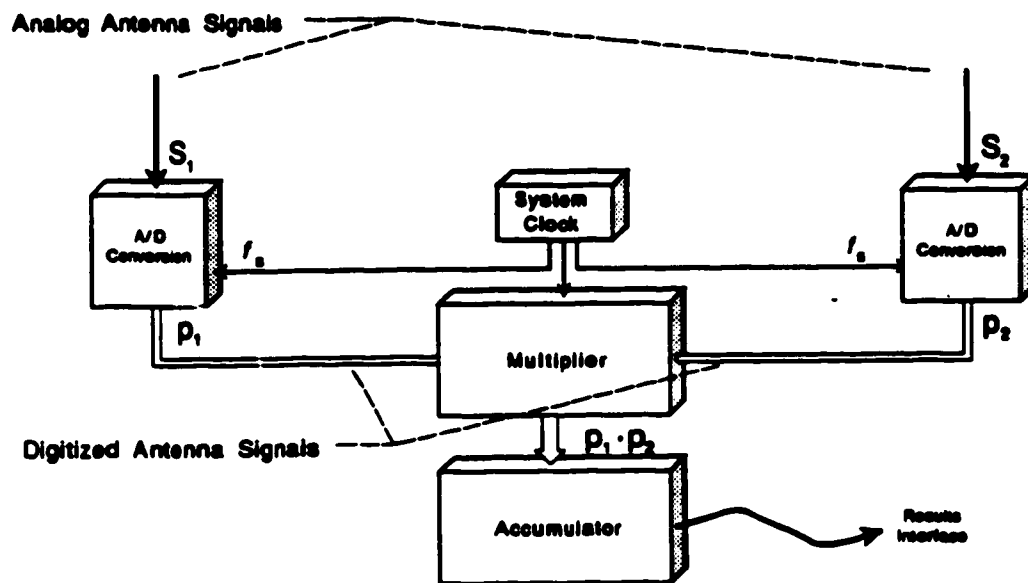 Analog Antenna Signals
S₁
S₂
System
Clock
A/D
Conversion
A/D
Conversion
fₛ
fₛ
p₁
p₂
Multiplier
Digitized Antenna Signals
p₁ · p₂
Accumulator
Results
Interface